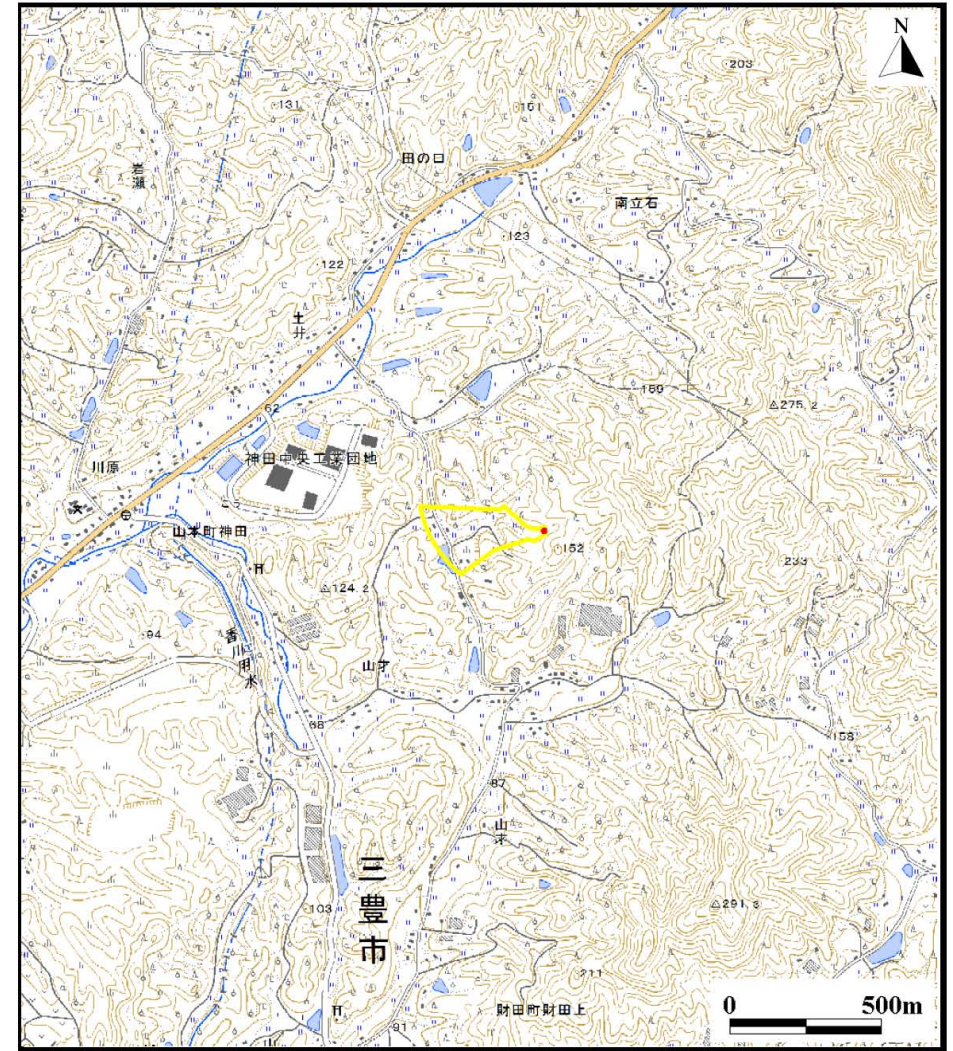 N
203
131
151
岩瀬
田の口
南立石
123
122
土井
159
275.2
62
神田中央工業団地
川原
山本町神田
152
233
124.2
94
香川用水
山才
68
158
87
山才
三豊市
291.3
103
211
財田町財田上
91
山
0 500m